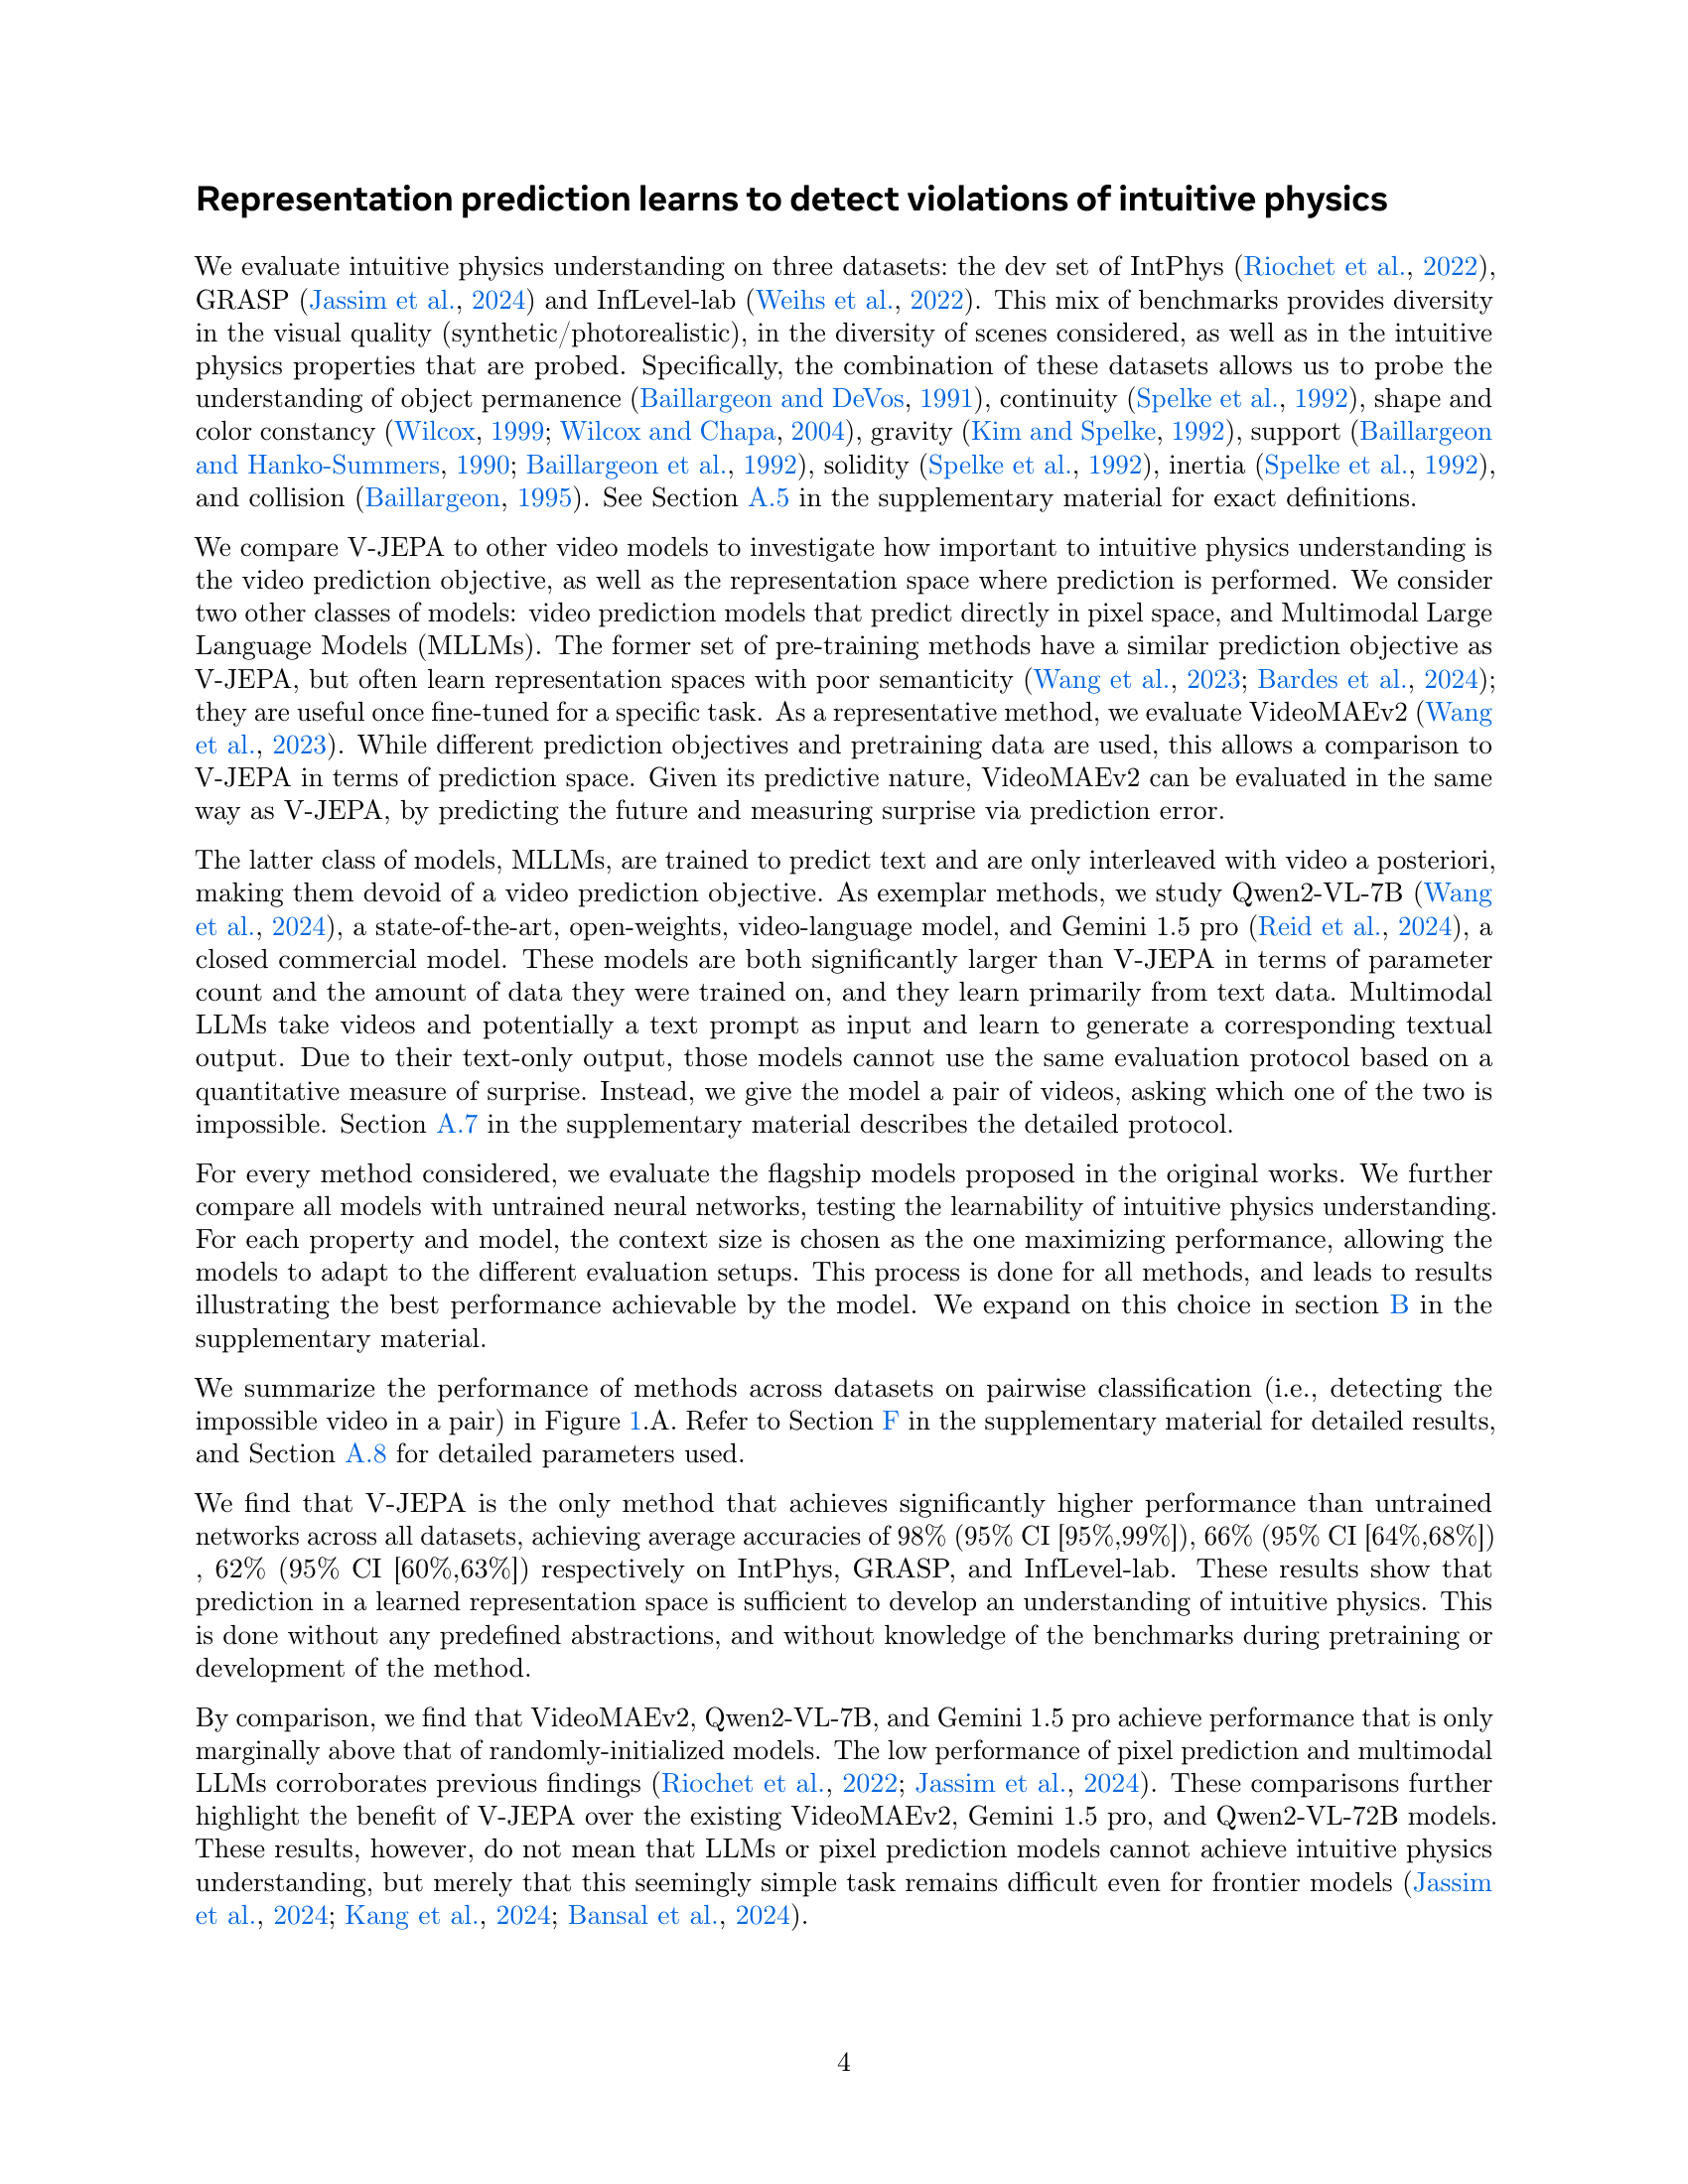 Representation prediction learns to detect violations of intuitive physics
We evaluate intuitive physics understanding on three datasets: the dev set of IntPhys (Riochet et al., 2022),
GRASP (Jassim et al., 2024) and InfLevel-lab (Weihs et al., 2022). This mix of benchmarks provides diversity
in the visual quality (synthetic/photorealistic), in the diversity of scenes considered, as well as in the intuitive
physics properties that are probed. Specifically, the combination of these datasets allows us to probe the
understanding of object permanence (Baillargeon and DeVos, 1991), continuity (Spelke et al., 1992), shape and
color constancy (Wilcox, 1999; Wilcox and Chapa, 2004), gravity (Kim and Spelke, 1992), support (Baillargeon
and Hanko-Summers, 1990; Baillargeon et al., 1992), solidity (Spelke et al., 1992), inertia (Spelke et al., 1992),
and collision (Baillargeon, 1995). See Section A.5 in the supplementary material for exact definitions.
We compare V-JEPA to other video models to investigate how important to intuitive physics understanding is
the video prediction objective, as well as the representation space where prediction is performed. We consider
two other classes of models: video prediction models that predict directly in pixel space, and Multimodal Large
Language Models (MLLMs). The former set of pre-training methods have a similar prediction objective as
V-JEPA, but often learn representation spaces with poor semanticity (Wang et al., 2023; Bardes et al., 2024);
they are useful once fine-tuned for a specific task. As a representative method, we evaluate VideoMAEv2 (Wang
et al., 2023). While different prediction objectives and pretraining data are used, this allows a comparison to
V-JEPA in terms of prediction space. Given its predictive nature, VideoMAEv2 can be evaluated in the same
way as V-JEPA, by predicting the future and measuring surprise via prediction error.
The latter class of models, MLLMs, are trained to predict text and are only interleaved with video a posteriori,
making them devoid of a video prediction objective. As exemplar methods, we study Qwen2-VL-7B (Wang
et al., 2024), a state-of-the-art, open-weights, video-language model, and Gemini 1.5 pro (Reid et al., 2024), a
closed commercial model. These models are both significantly larger than V-JEPA in terms of parameter
count and the amount of data they were trained on, and they learn primarily from text data. Multimodal
LLMs take videos and potentially a text prompt as input and learn to generate a corresponding textual
output. Due to their text-only output, those models cannot use the same evaluation protocol based on a
quantitative measure of surprise. Instead, we give the model a pair of videos, asking which one of the two is
impossible. Section A.7 in the supplementary material describes the detailed protocol.
For every method considered, we evaluate the flagship models proposed in the original works. We further
compare all models with untrained neural networks, testing the learnability of intuitive physics understanding.
For each property and model, the context size is chosen as the one maximizing performance, allowing the
models to adapt to the different evaluation setups. This process is done for all methods, and leads to results
illustrating the best performance achievable by the model. We expand on this choice in section B in the
supplementary material.
We summarize the performance of methods across datasets on pairwise classification (i.e., detecting the
impossible video in a pair) in Figure 1.A. Refer to Section F in the supplementary material for detailed results,
and Section A.8 for detailed parameters used.
We find that V-JEPA is the only method that achieves significantly higher performance than untrained
networks across all datasets, achieving average accuracies of 98% (95% CI [95%,99%]), 66% (95% CI [64%,68%])
, 62% (95% CI [60%,63%]) respectively on IntPhys, GRASP, and InfLevel-lab. These results show that
prediction in a learned representation space is sufficient to develop an understanding of intuitive physics. This
is done without any predefined abstractions, and without knowledge of the benchmarks during pretraining or
development of the method.
By comparison, we find that VideoMAEv2, Qwen2-VL-7B, and Gemini 1.5 pro achieve performance that is only
marginally above that of randomly-initialized models. The low performance of pixel prediction and multimodal
LLMs corroborates previous findings (Riochet et al., 2022; Jassim et al., 2024). These comparisons further
highlight the benefit of V-JEPA over the existing VideoMAEv2, Gemini 1.5 pro, and Qwen2-VL-72B models.
These results, however, do not mean that LLMs or pixel prediction models cannot achieve intuitive physics
understanding, but merely that this seemingly simple task remains difficult even for frontier models (Jassim
et al., 2024; Kang et al., 2024; Bansal et al., 2024).
4